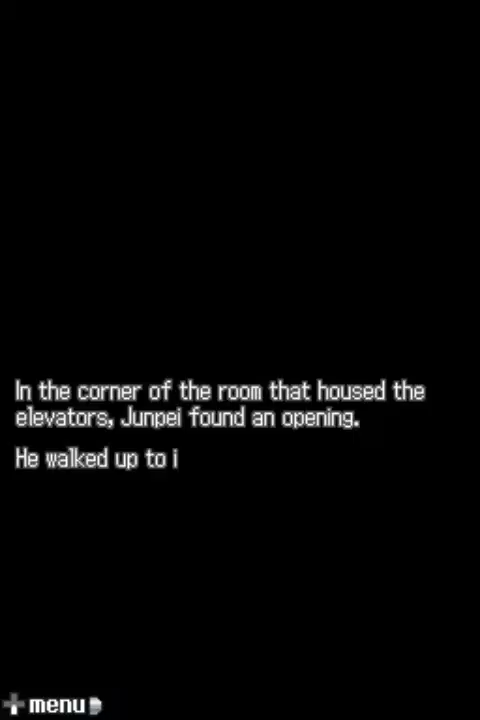 In the corner of the room that housed the
elevators, Junpei found an opening.
He walked up to i
menu